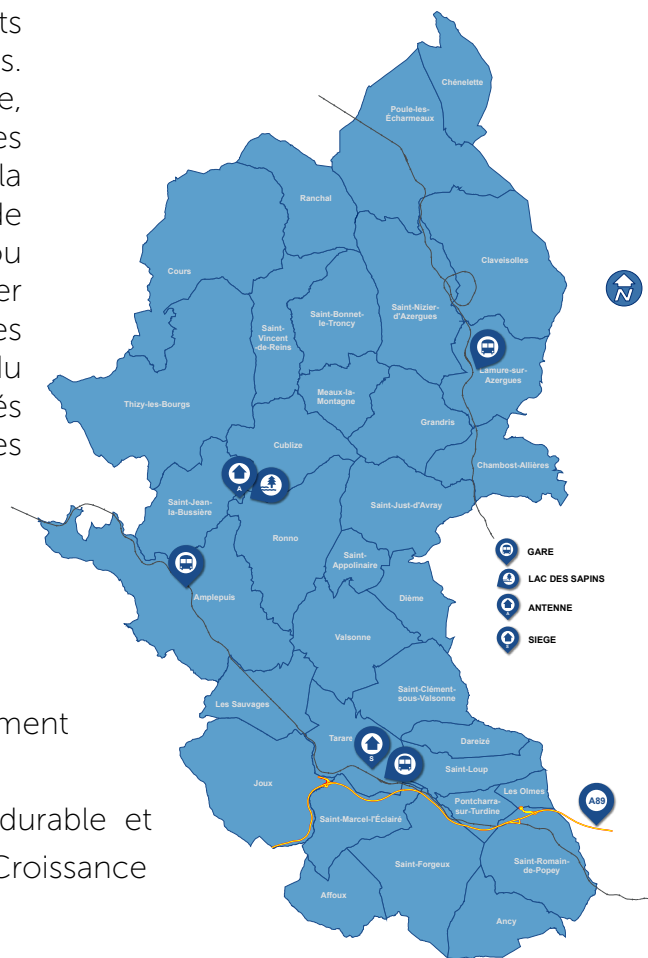 ts
s.
e,
es
la
de
ou
er
es
du
és
es
ment
durable et
Croissance
Chénelette
Poule-les-
Écharmeaux
Ranchal
Claveisolles
Cours
N
Saint-Nizier
d'Azergues
Saint-Bonnet-
le-Troncy
Saint-
Vincent
-de-Reins
Lamure-sur-
Azergues
Meaux-la-
Montagne
Thizy-les-Bourgs
Grandris
Cublize
Chambost-Allières
A
Saint-Jean-
la-Bussière
Saint-Just-d'Avray
Ronno
Saint-
Appolinaire
Amplepuis
Dième
Valsonne
GARE
LAC DES SAPINS
A
ANTENNE
S
SIEGE
Saint-Clément-
sous-Valsonne
Les Sauvages
Tarare
S
Dareizé
Saint-Loup
Joux
Les Olmes
A89
Pontcharra-
sur-Turdine
Saint-Marcel-l'Éclairé
Saint-Forgeux
Saint-Romain-
de-Popey
Affoux
Ancy